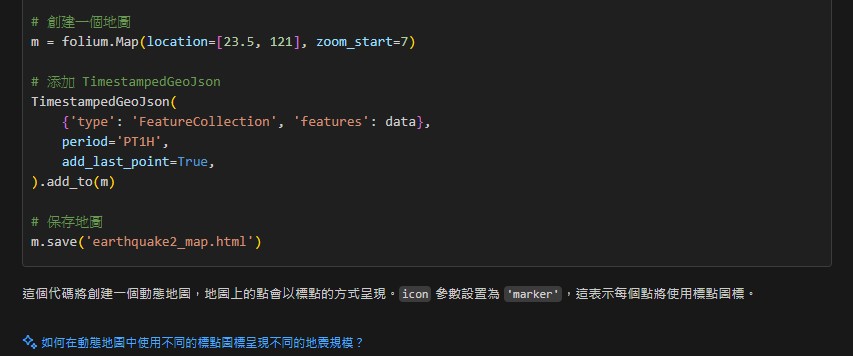 # 創建一個地圖
m = folium.Map(location=[23.5, 121], zoom_start=7)
# 添加 TimestampedGeoJson
TimestampedGeoJson(
    {'type': 'FeatureCollection', 'features': data},
    period='PT1H',
    add_last_point=True,
).add_to(m)
# 保存地圖
m.save('earthquake2_map.html')
這個代碼將創建一個動態地圖，地圖上的點會以標點的方式呈現。icon 參數設置為 'marker'，這表示每個點將使用標點圖標。
如何在動態地圖中使用不同的標點圖標呈現不同的地震規模？